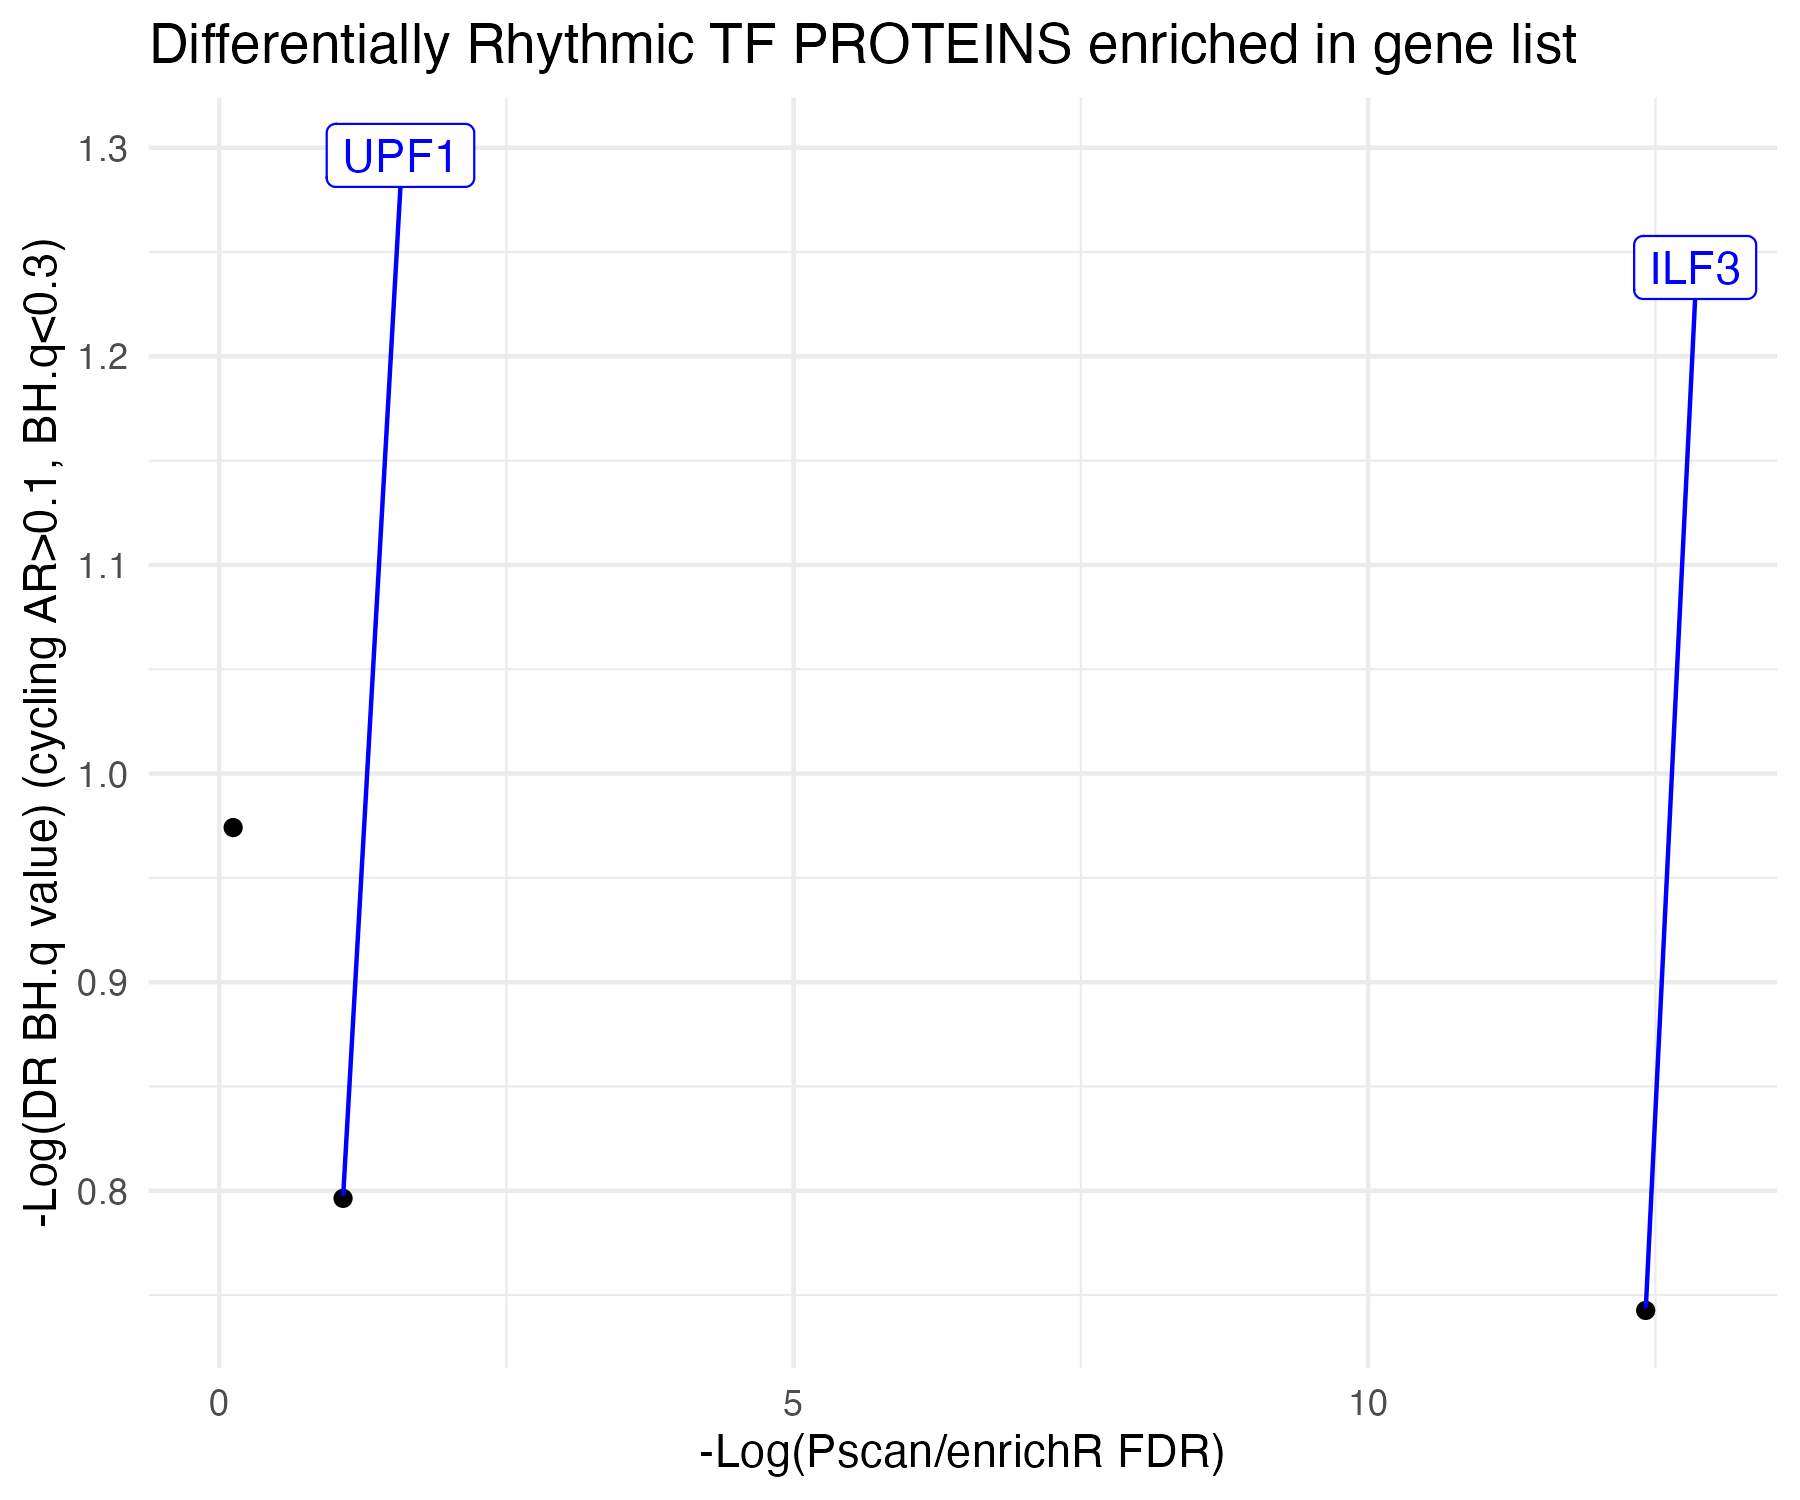 Differentially Rhythmic TF PROTEINS enriched in gene list
-Log(DR BH.q value) (cycling AR>0.1, BH.q<0.3)
1.3
1.2
1.1
1.0
0.9
0.8
UPF1
ILF3
0
5
10
-Log(Pscan/enrichR FDR)